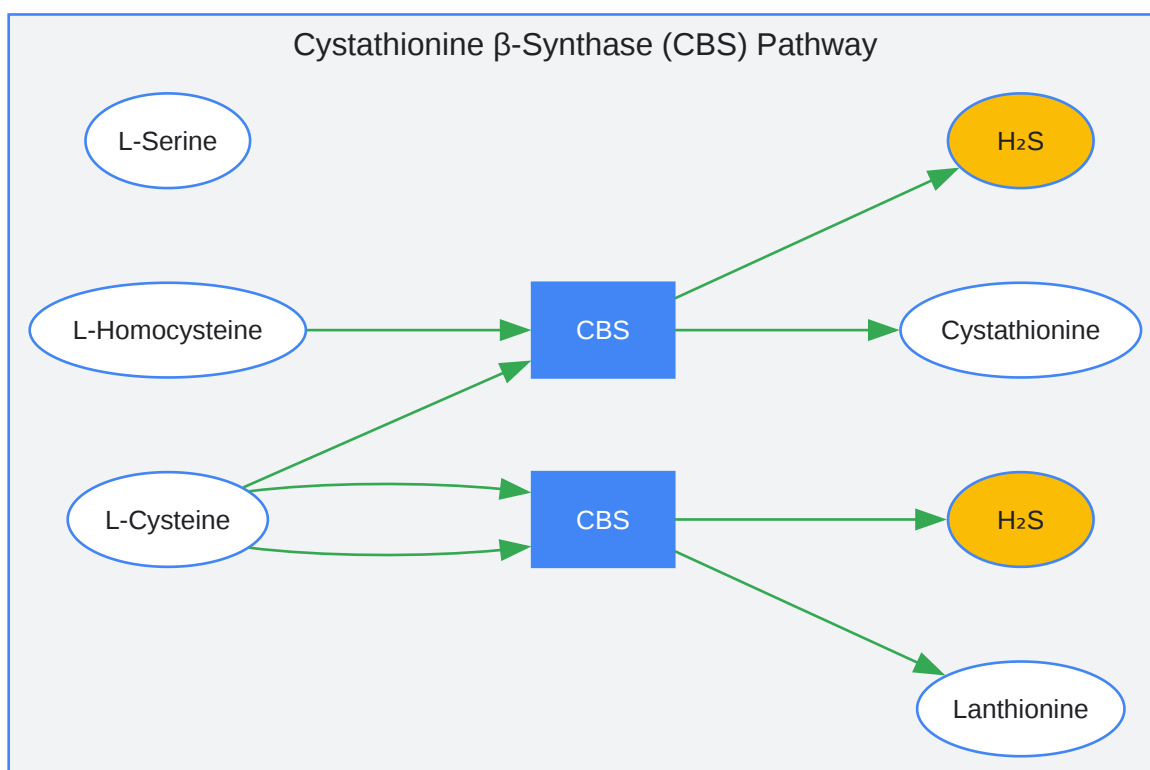 Cystathionine β-Synthase (CBS) Pathway
L-Serine
H₂S
L-Homocysteine
CBS
Cystathionine
L-Cysteine
CBS
H₂S
Lanthionine